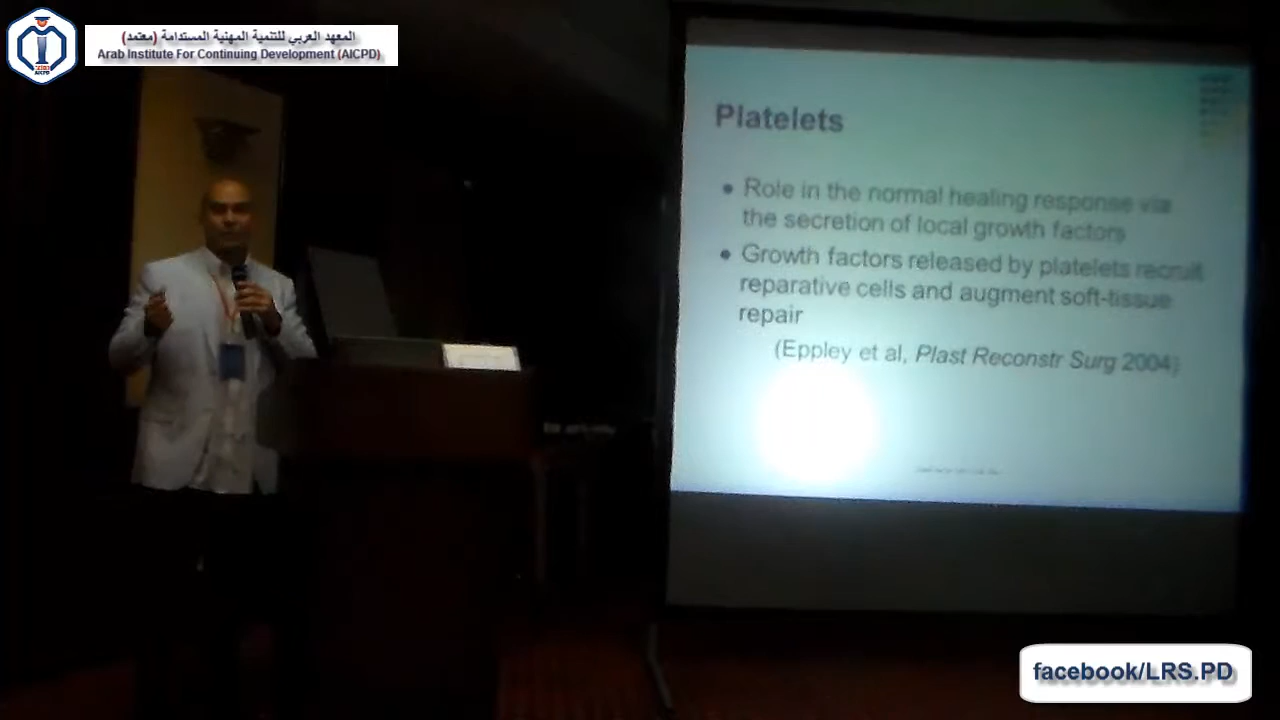 المعهد العربي للتنمية المهنية المستدامة (معتمد)
Arab Institute For Continuing Development (AICPD)
AICPD
Platelets
• Role in the normal healing response via
the secretion of local growth factors
• Growth factors released by platelets recruit
reparative cells and augment soft-tissue
repair
(Eppley et al, Plast Reconstr Surg 2004)
facebook/LRS.PD